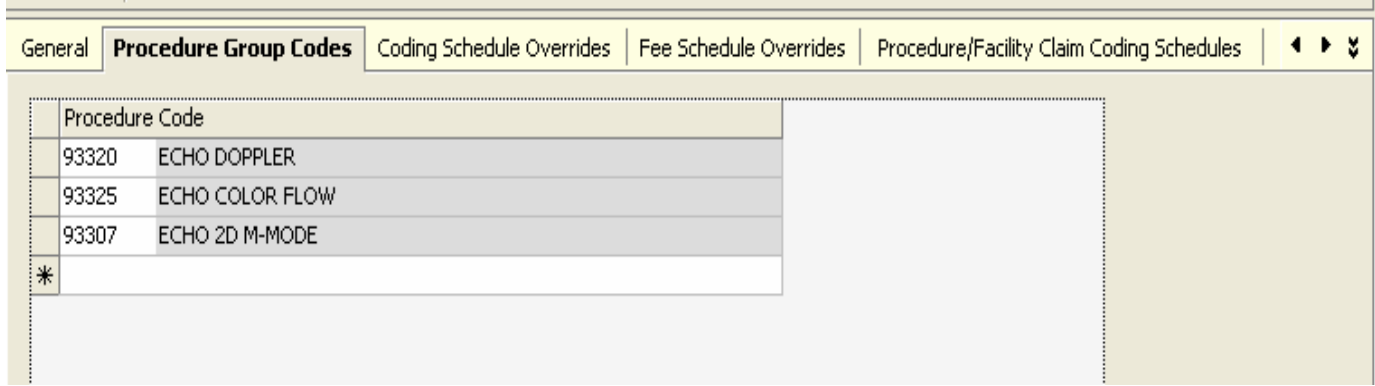 General Procedure Group Codes Coding Schedule Overrides Fee Schedule Overrides Procedure/Facility Claim Coding Schedules
Procedure Code
93320 ECHO DOPPLER
93325 ECHO COLOR FLOW
93307 ECHO 2D M-MODE